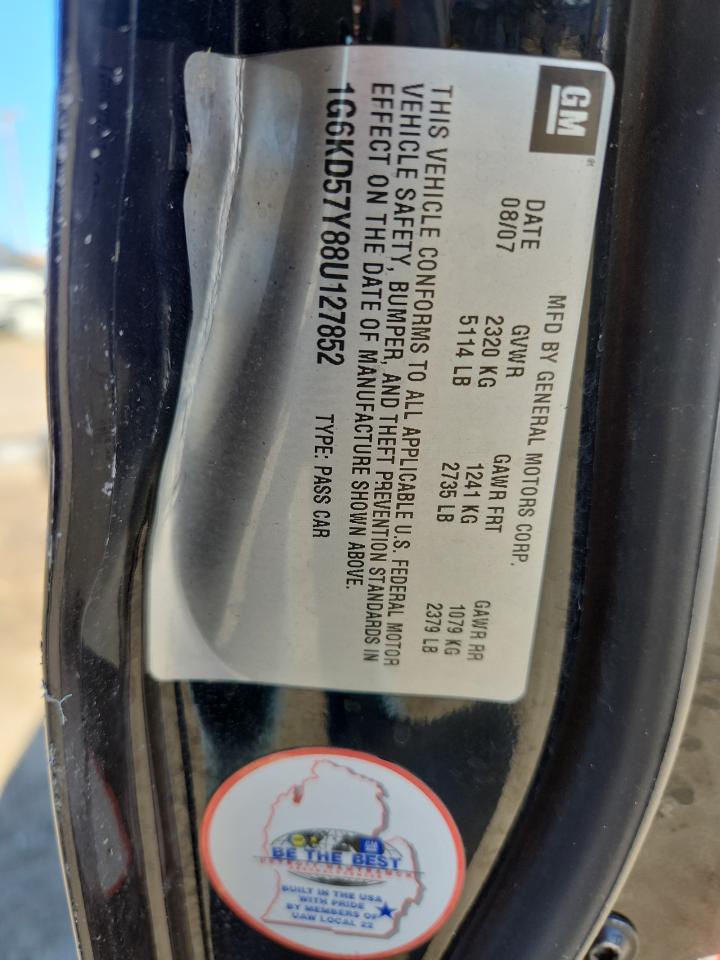 GM
MFD BY GENERAL MOTORS CORP.
DATE GVWR GAWR FRT GAWR RR
08/07 2320 KG 1241 KG 1079 KG
5114 LB 2735 LB 2379 LB
THIS VEHICLE CONFORMS TO ALL APPLICABLE U.S. FEDERAL MOTOR
VEHICLE SAFETY, BUMPER, AND THEFT PREVENTION STANDARDS IN
EFFECT ON THE DATE OF MANUFACTURE SHOWN ABOVE.
1G6KD57Y88U127852 TYPE: PASS CAR
GM
BE THE BEST
DETROIT HAMTRAMCK
BUILT IN THE USA
WITH PRIDE
BY MEMBERS OF
UAW LOCAL 22